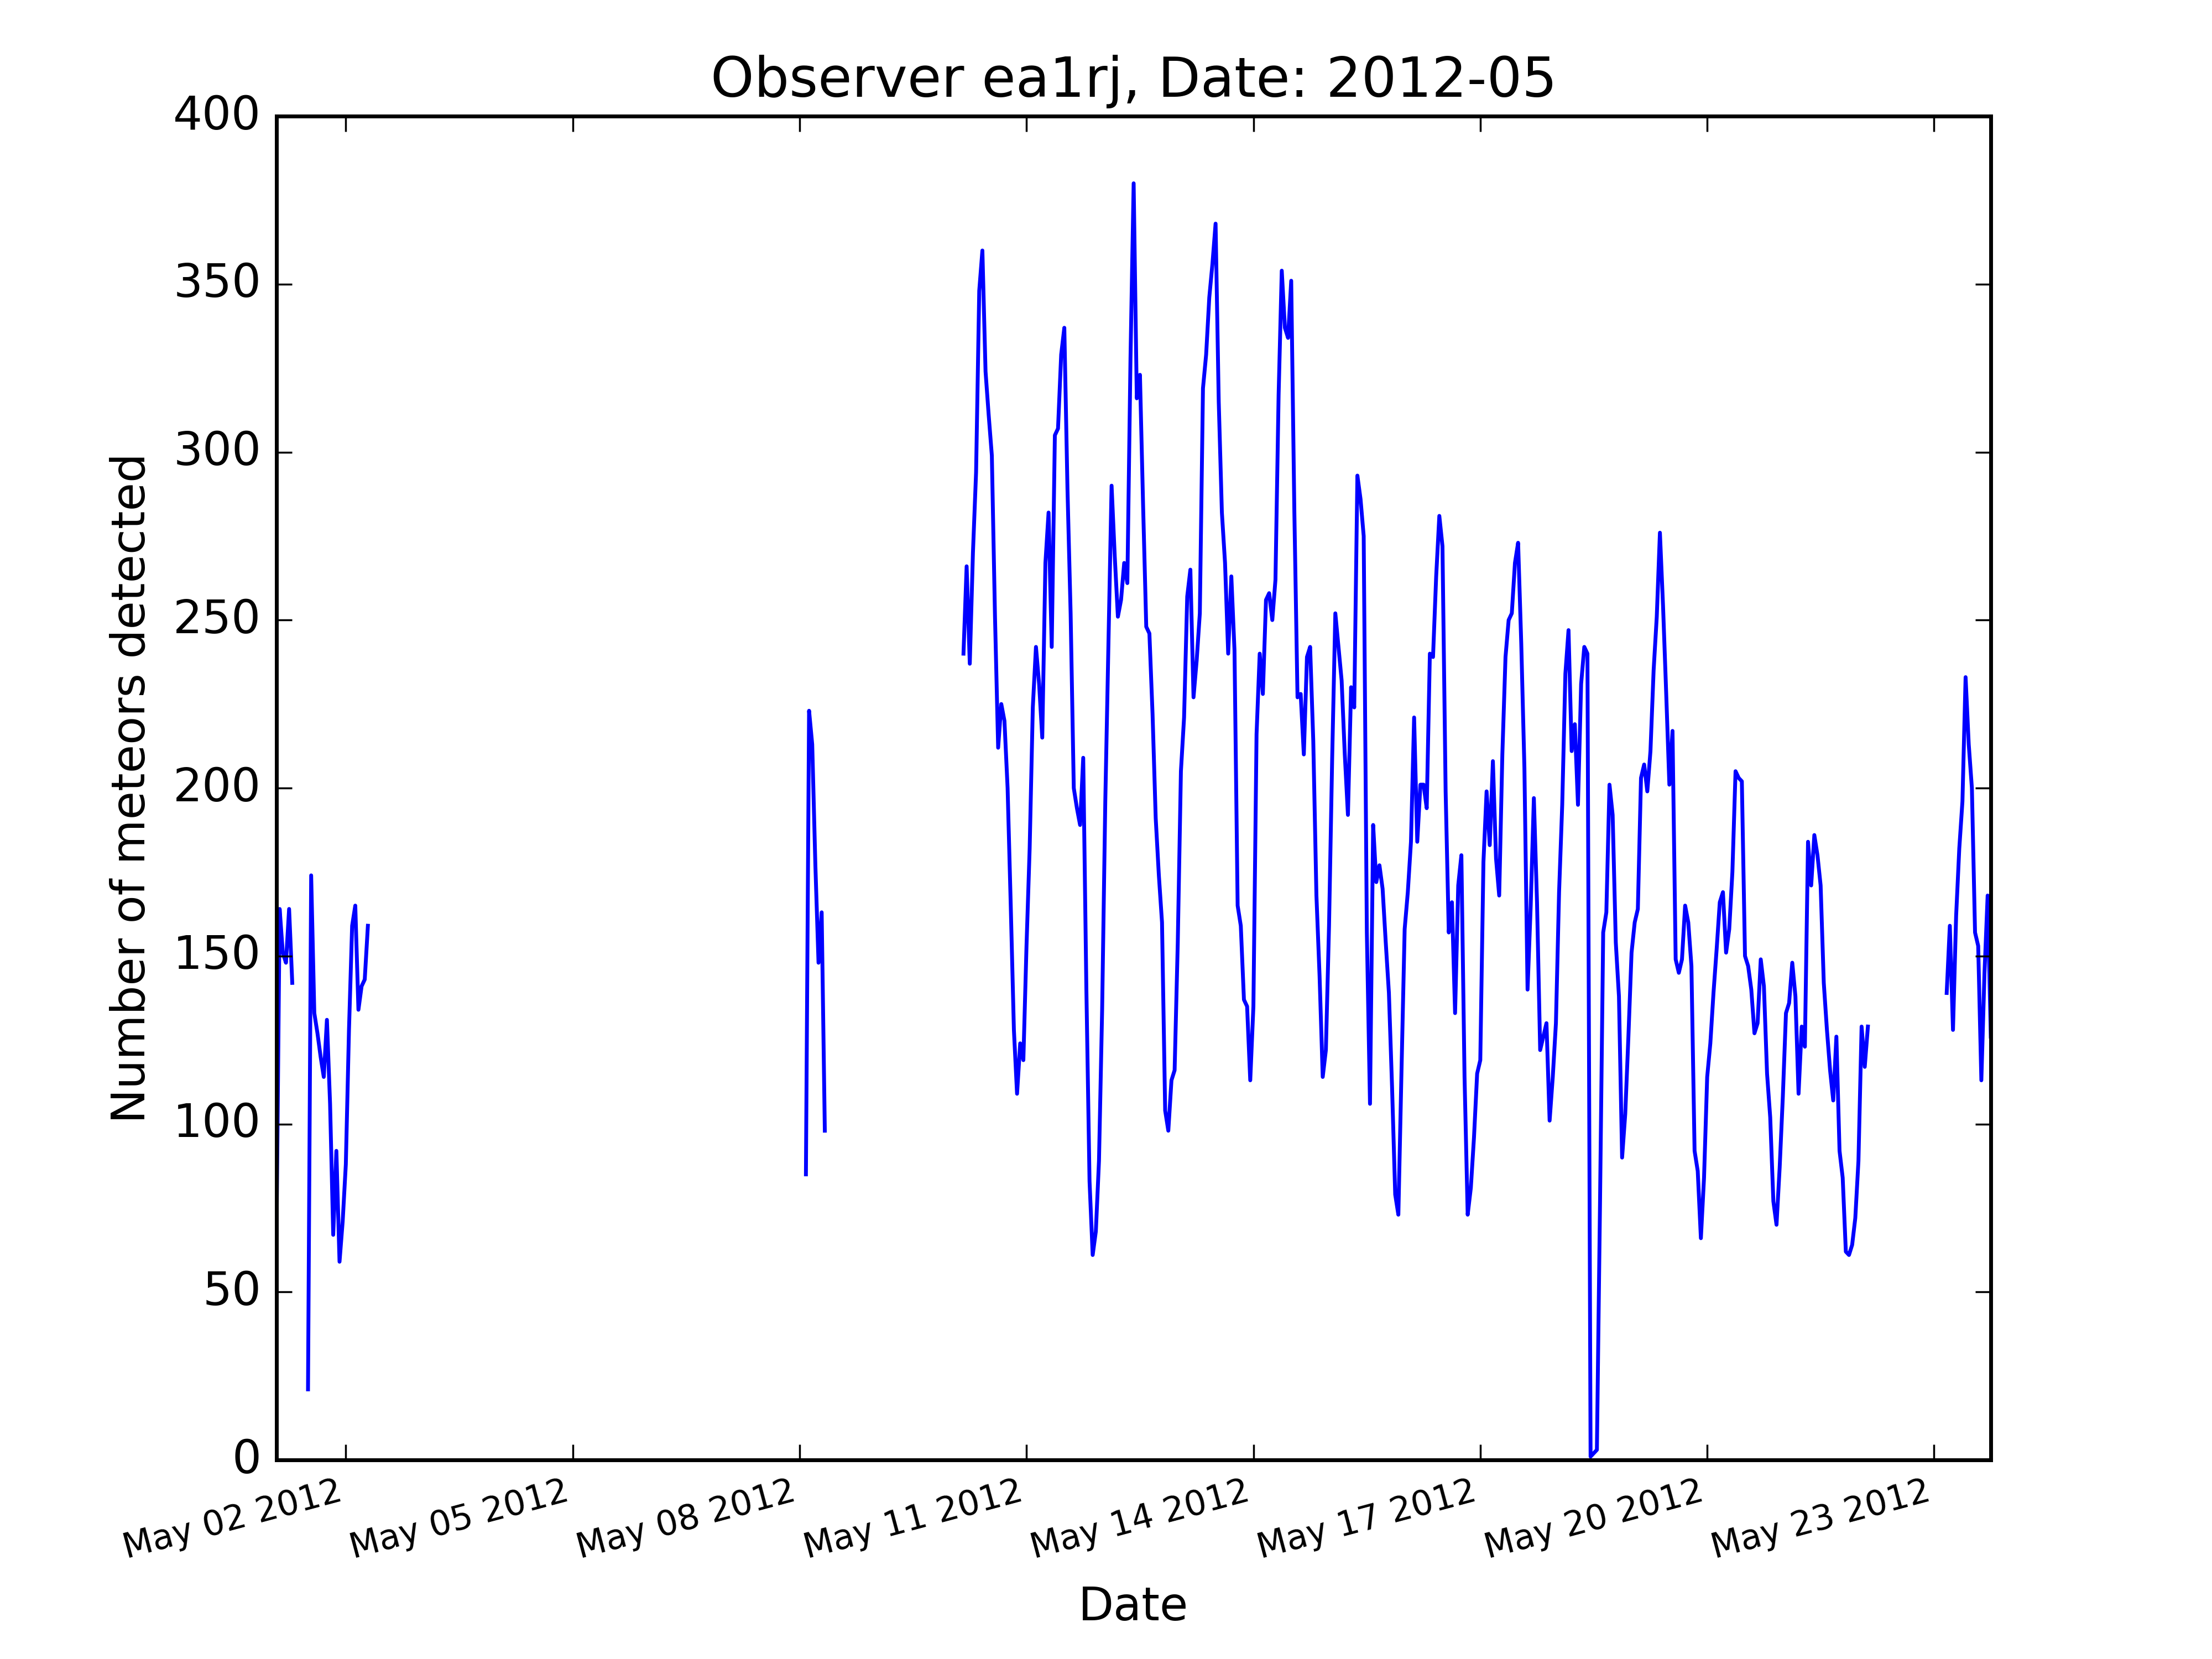 Observer ea1rj, Date: 2012-05
400
350
300
250
200
150
100
50
0
Number of meteors detected
May 02 2012
May 05 2012
May 08 2012
May 11 2012
May 14 2012
May 17 2012
May 20 2012
May 23 2012
Date